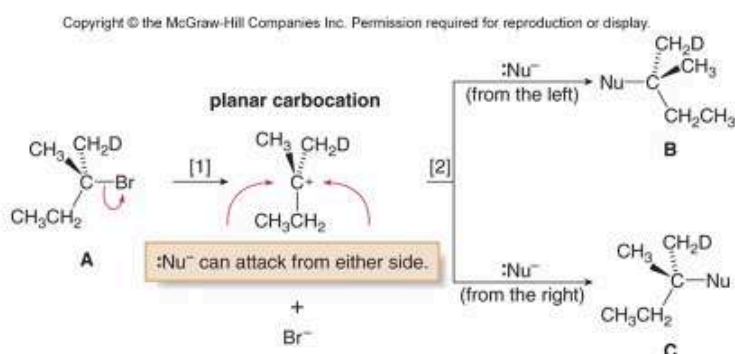 Copyright © the McGraw-Hill Companies Inc. Permission required for reproduction or display.
planar carbocation
CH₃ CH₂D
C—Br
CH₃CH₂
A
[1]
CH₃ CH₂D
C⁺
CH₃CH₂
:Nu⁻ can attack from either side.
+
Br⁻
[2]
:Nu⁻
(from the left)
CH₂D
Nu—C CH₃
CH₂CH₃
B
:Nu⁻
(from the right)
CH₃ CH₂D
C—Nu
CH₃CH₂
C